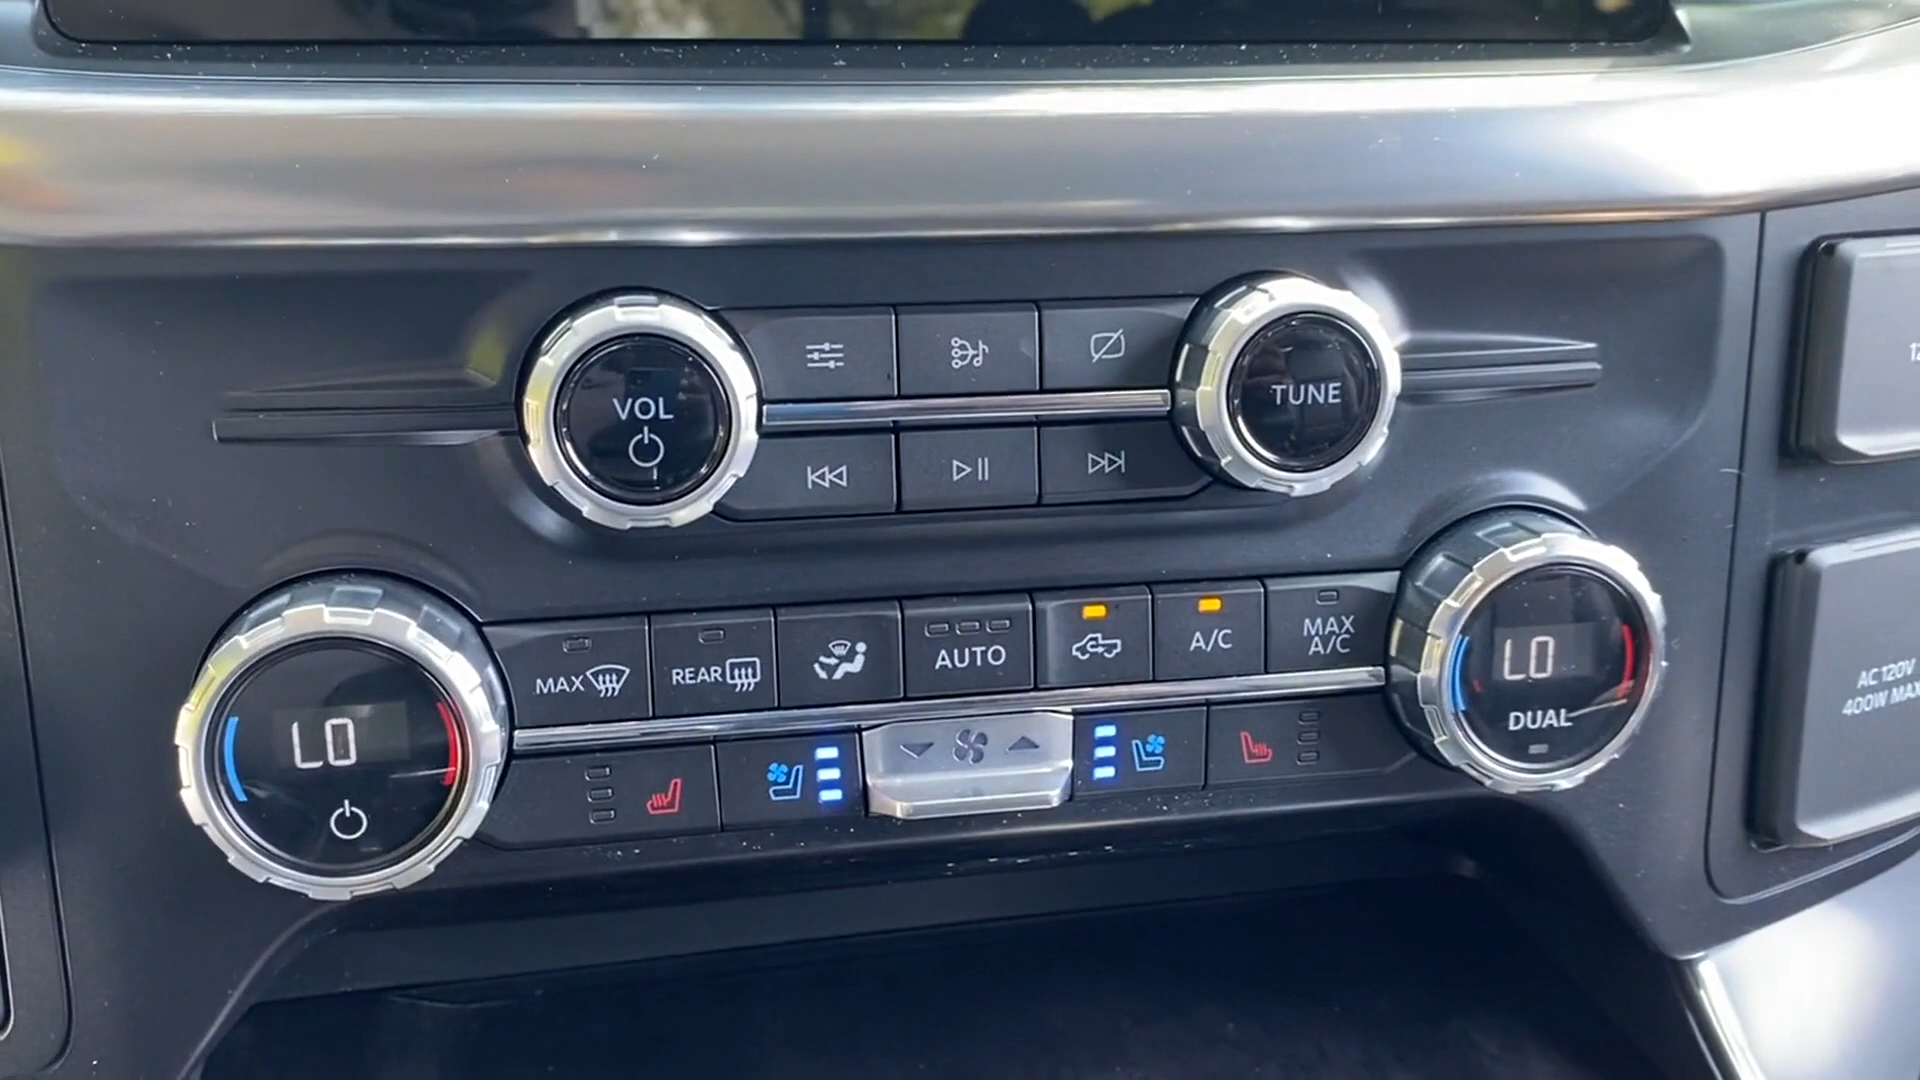 VOL
TUNE
MAX
REAR
AUTO
A/C
MAX
A/C
LO
LO
DUAL
AC 120V
400W MAX